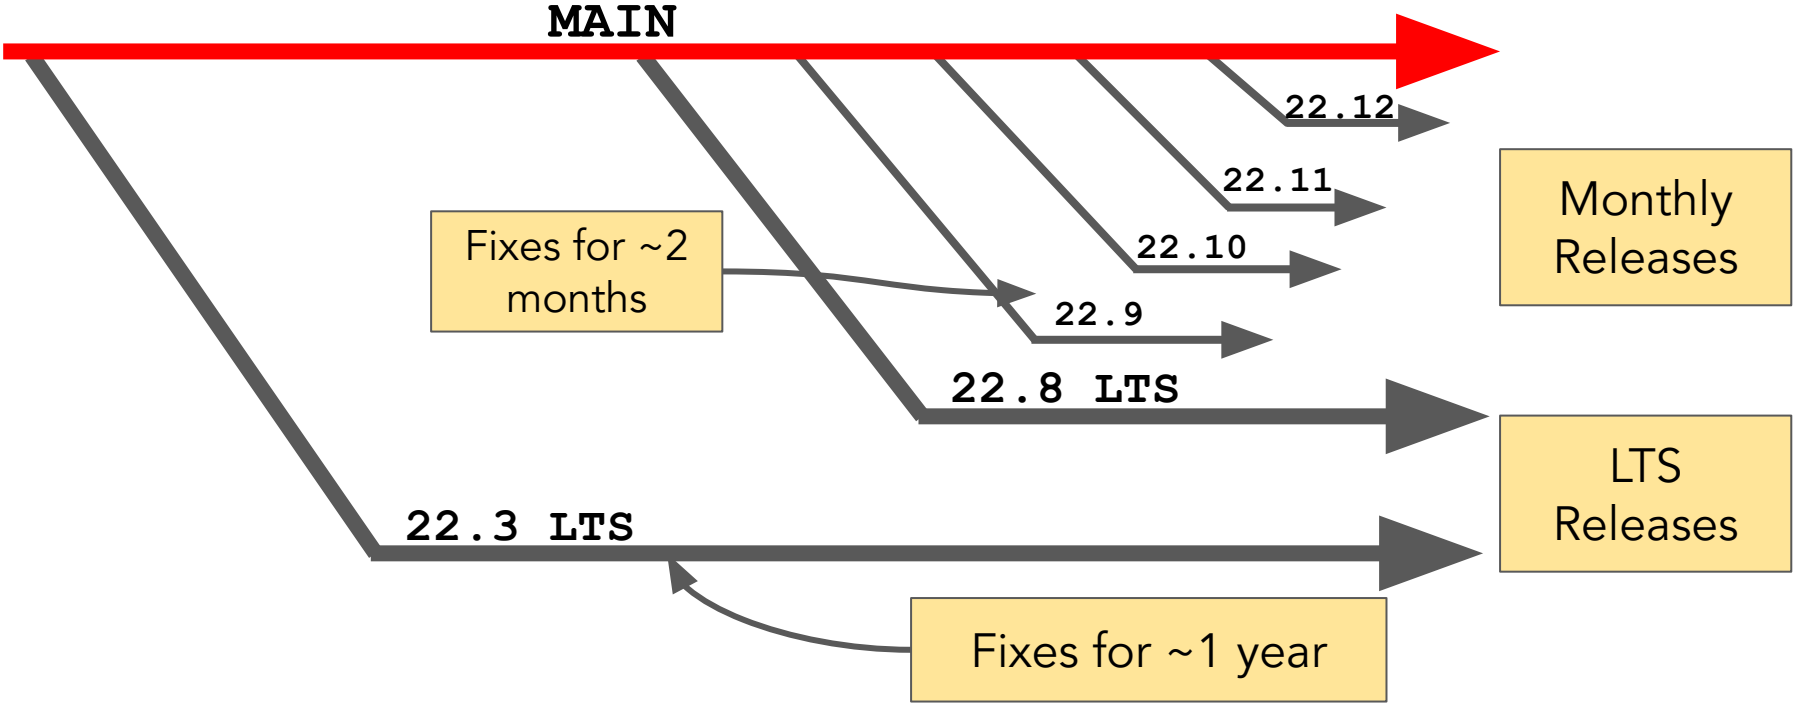 MAIN
22.12
22.11
22.10
22.9
Monthly
Releases
Fixes for ~2
months
22.8 LTS
22.3 LTS
LTS
Releases
Fixes for ~1 year